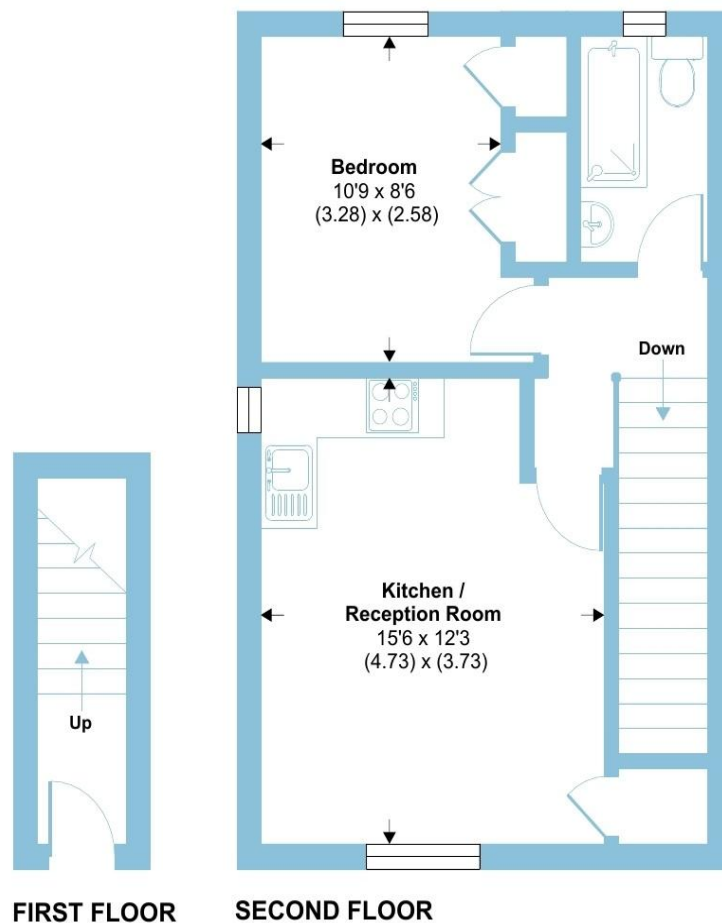 Bedroom
10'9 x 8'6
(3.28) x (2.58)
Down
Kitchen /
Reception Room
15'6 x 12'3
(4.73) x (3.73)
Up
FIRST FLOOR
SECOND FLOOR